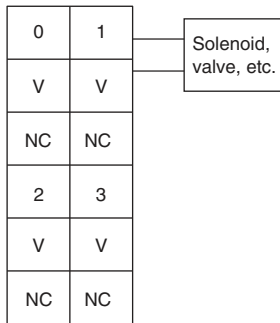 0 1
V V
NC NC
2 3
V V
NC NC
Solenoid,
valve, etc.